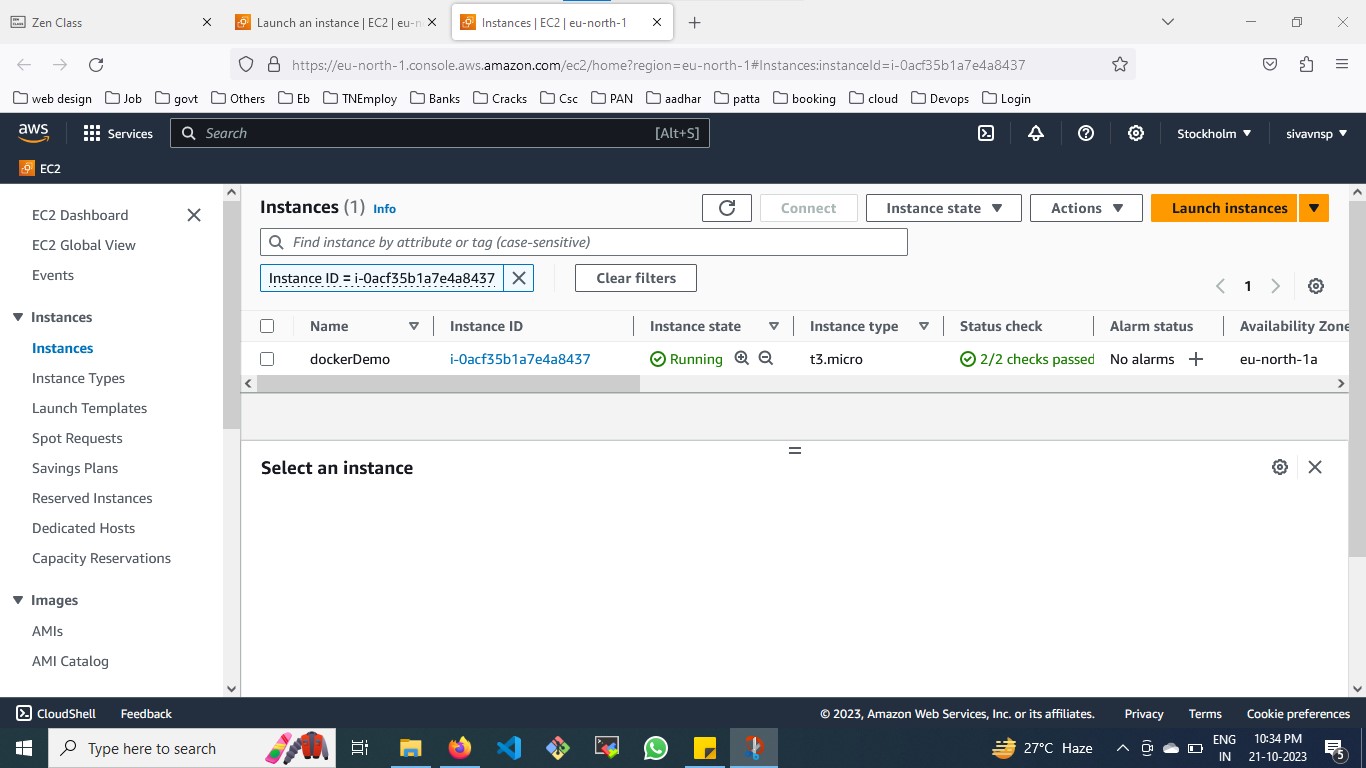 Zen Class
Launch an instance | EC2 | eu-n
Instances | EC2 | eu-north-1
https://eu-north-1.console.aws.amazon.com/ec2/home?region=eu-north-1#Instances:instanceId=i-0acf35b1a7e4a8437
web design Job govt Others Eb TNEmploy Banks Cracks Csc PAN aadhar patta booking cloud Devops Login
aws Services Search [Alt+S] Stockholm sivavnsp
EC2
EC2 Dashboard
EC2 Global View
Events
Instances
Instances
Instance Types
Launch Templates
Spot Requests
Savings Plans
Reserved Instances
Dedicated Hosts
Capacity Reservations
Images
AMIs
AMI Catalog
Instances (1) Info Connect Instance state Actions Launch instances
Find instance by attribute or tag (case-sensitive)
Instance ID = i-0acf35b1a7e4a8437 Clear filters
1
Name Instance ID Instance state Instance type Status check Alarm status Availability Zone
dockerDemo i-0acf35b1a7e4a8437 Running t3.micro 2/2 checks passed No alarms eu-north-1a
Select an instance
CloudShell Feedback © 2023, Amazon Web Services, Inc. or its affiliates. Privacy Terms Cookie preferences
Type here to search 27°C Haze ENG 10:34 PM
IN 21-10-2023 5